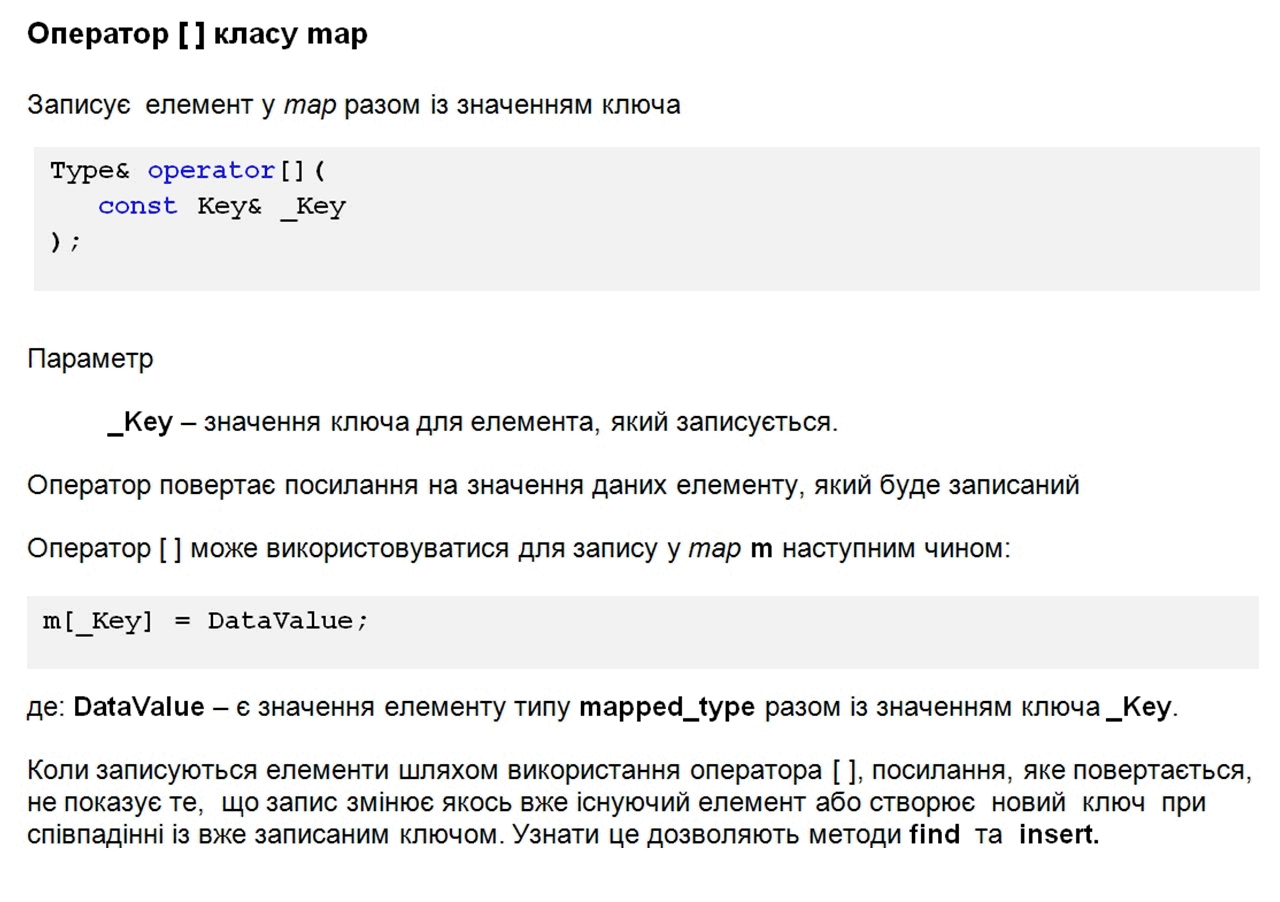 Оператор [ ] класу map
Записує елемент у map разом із значенням ключа
Type& operator[](
const Key& _Key
);
Параметр
_Key – значення ключа для елемента, який записується.
Оператор повертає посилання на значення даних елементу, який буде записаний
Оператор [ ] може використовуватися для запису у map m наступним чином:
m[_Key] = DataValue;
де: DataValue – є значення елементу типу mapped_type разом із значенням ключа _Key.
Коли записуються елементи шляхом використання оператора [ ], посилання, яке повертається,
не показує те, що запис змінює якось вже існуючий елемент або створює новий ключ при
співпадінні із вже записаним ключом. Узнати це дозволяють методи find та insert.